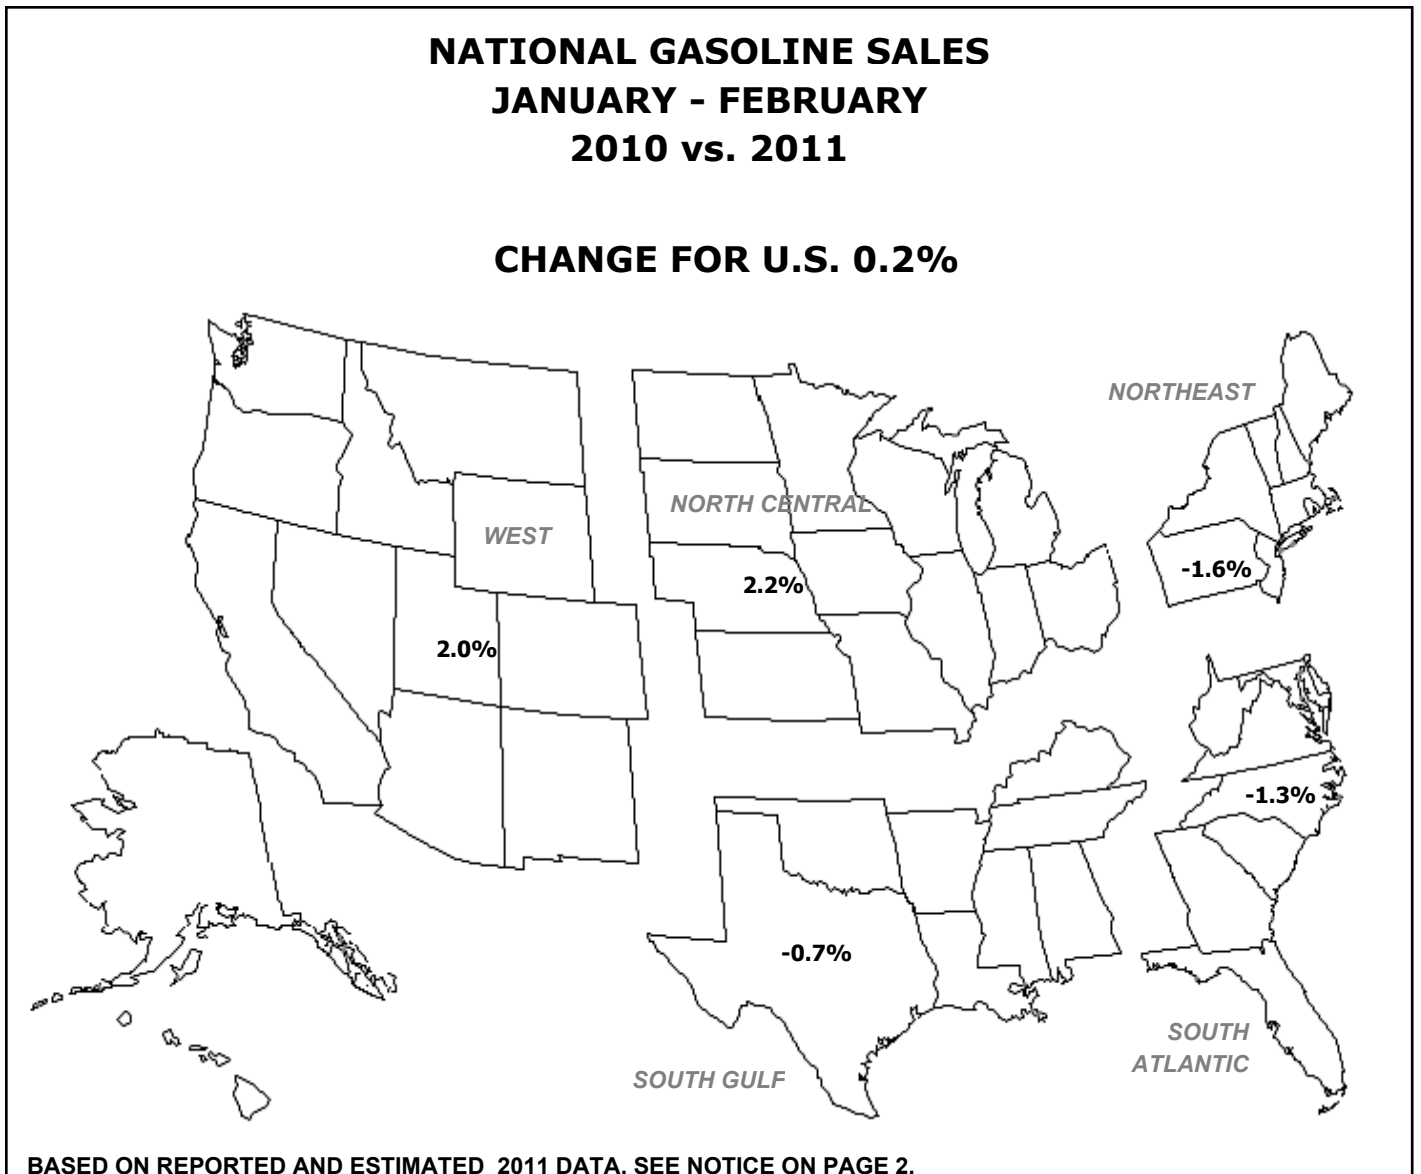 NATIONAL GASOLINE SALES
JANUARY - FEBRUARY
2010 vs. 2011
CHANGE FOR U.S. 0.2%
NORTHEAST
NORTH CENTRAL
WEST
-1.6%
2.2%
2.0%
-1.3%
-0.7%
SOUTH
ATLANTIC
SOUTH GULF
BASED ON REPORTED AND ESTIMATED  2011 DATA. SEE NOTICE ON PAGE 2.